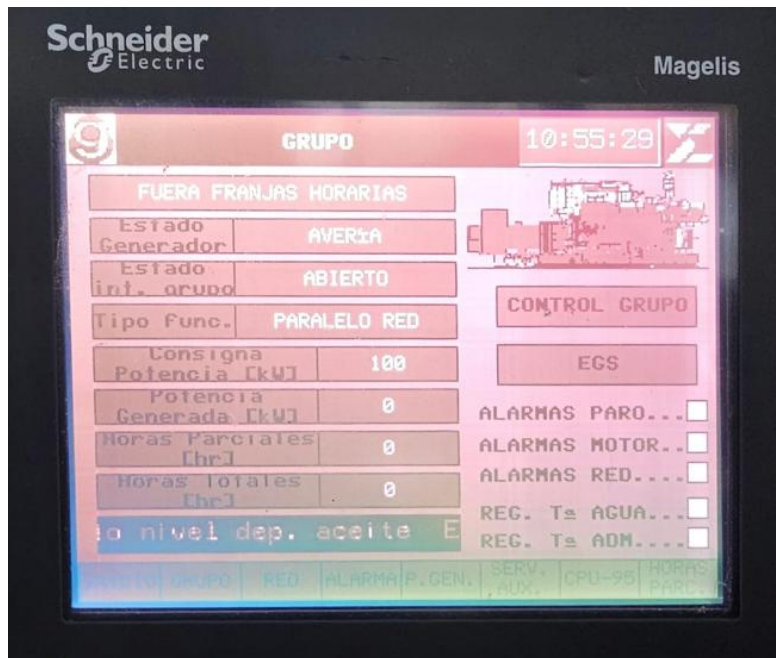 Schneider
Electric
Magelis
GRUPO
10:55:29
FUERA FRANJAS HORARIAS
Estado Generador
AVERIA
Estado int. grupo
ABIERTO
Tipo Func.
PARALELO RED
Consigna Potencia [kW]
100
Potencia Generada [kW]
0
Horas Parciales [hr]
0
Horas Totales [hr]
0
o nivel dep. aceite E
CONTROL GRUPO
EGS
ALARMAS PARO...
ALARMAS MOTOR..
ALARMAS RED....
REG. Tª AGUA...
REG. Tª ADM....
GRUPO
RED
ALARMA
P.GEN.
SERV. AUX.
CPU-95
HORAS PARC.